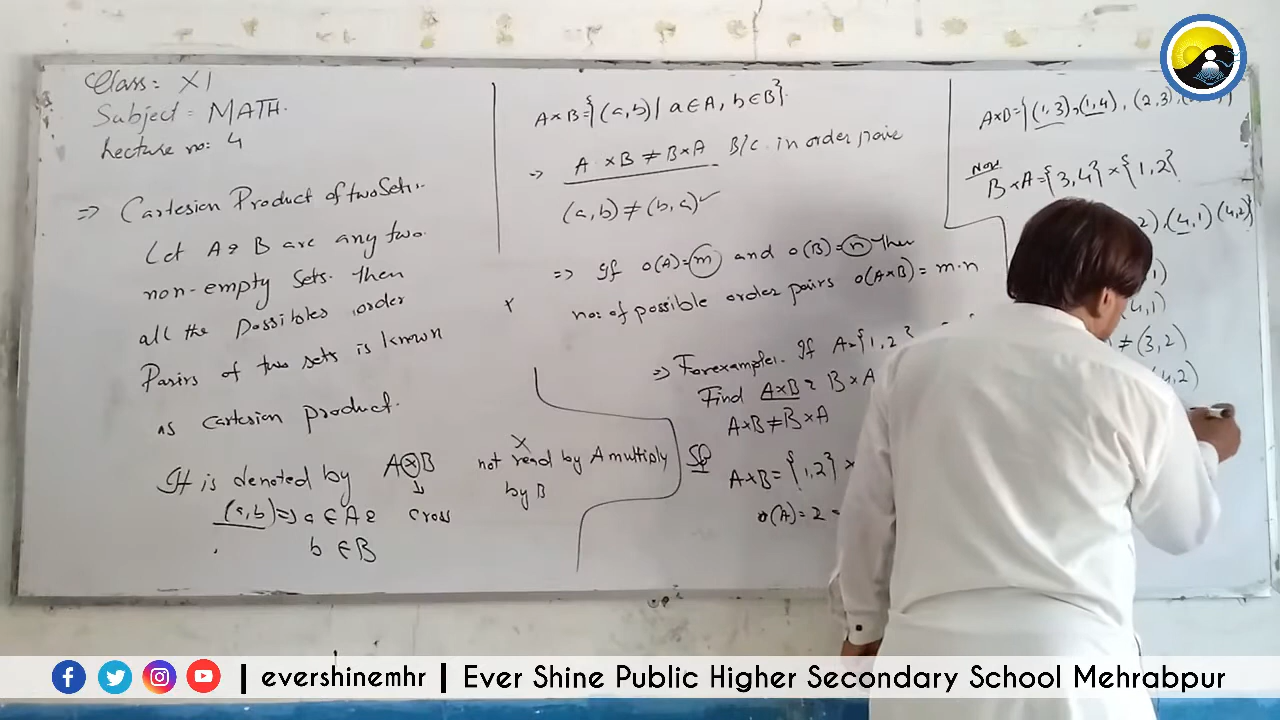 Class: XI
Subject = MATH.
Lecture no: 4
=> Cartesian Product of two Sets:.
Let A & B are any two
non-empty sets. then
all the Possibles order
Parirs of two sets is known
as Cartesian product.
It is denoted by A⊗B
↓
(a,b)=> a ∈ A & cross
b ∈ B
X
not read by A multiply
by B
A×B={(a,b) | a∈A, b∈B}.
=> A ×B ≠ B×A B/c. in order paire
(a,b) ≠ (b,a)✓
=> If o(A)=m and o(B)=n Then
no: of possible order pairs o(A×B) = m.n
=> For example:. If A={1,2}
Find A×B & B×A
A×B≠B×A
Sol
A×B= {1,2} ×
o(A)=2 =
A×B={(1,3),(1,4), (2,3),
Now
B×A={3,4}×{1,2}
2),(4,1)(4,2)}
1)
4,1)
≠ (3,2)
(4,2)
| evershinemhr | Ever Shine Public Higher Secondary School Mehrabpur